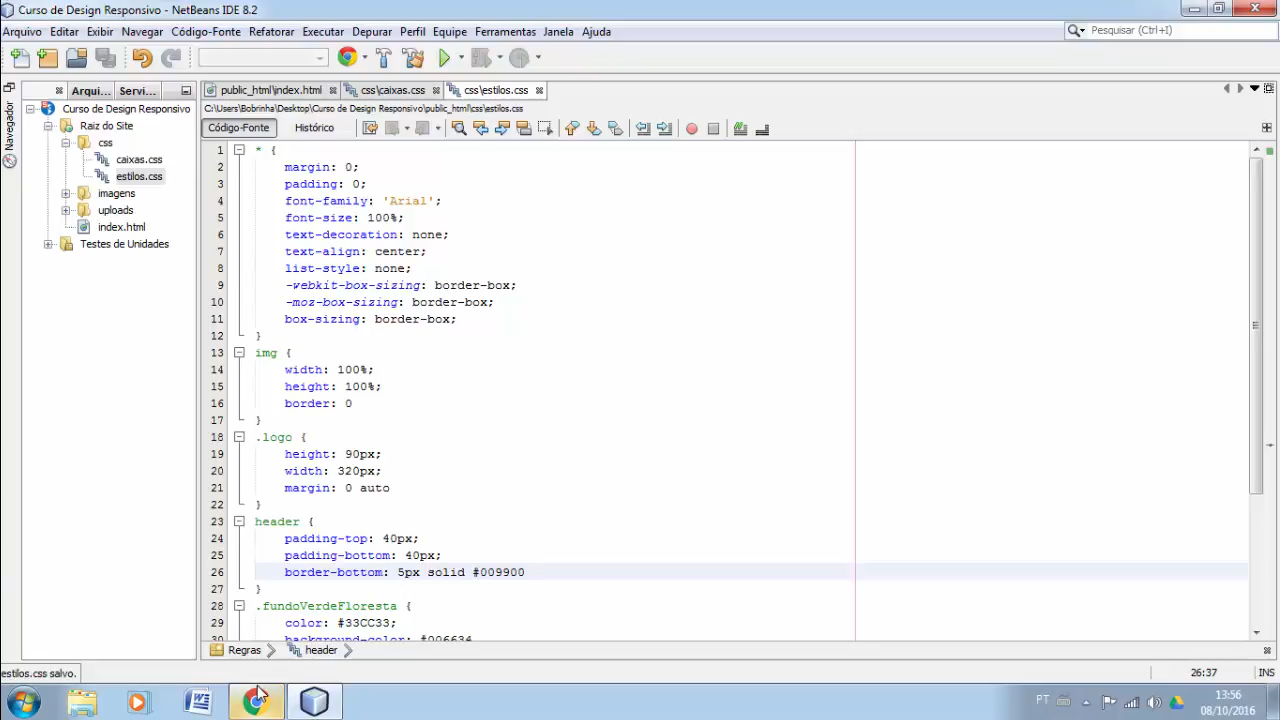 Curso de Design Responsivo - NetBeans IDE 8.2
Arquivo Editar Exibir Navegar Código-Fonte Refatorar Executar Depurar Perfil Equipe Ferramentas Janela Ajuda
Pesquisar (Ctrl+I)
Arqui... Servi...
public_html\index.html css\caixas.css css\estilos.css
C:\Users\Bobrinha\Desktop\Curso de Design Responsivo\public_html\css\estilos.css
Código-Fonte Histórico
Navegador
Curso de Design Responsivo
Raiz do Site
css
caixas.css
estilos.css
imagens
uploads
index.html
Testes de Unidades
1 * {
2 margin: 0;
3 padding: 0;
4 font-family: 'Arial';
5 font-size: 100%;
6 text-decoration: none;
7 text-align: center;
8 list-style: none;
9 -webkit-box-sizing: border-box;
10 -moz-box-sizing: border-box;
11 box-sizing: border-box;
12 }
13 img {
14 width: 100%;
15 height: 100%;
16 border: 0
17 }
18 .logo {
19 height: 90px;
20 width: 320px;
21 margin: 0 auto
22 }
23 header {
24 padding-top: 40px;
25 padding-bottom: 40px;
26 border-bottom: 5px solid #009900
27 }
28 .fundoVerdeFloresta {
29 color: #33CC33;
30 background-color: #006634
Regras header
estilos.css salvo.
26:37 INS
PT
13:56
08/10/2016